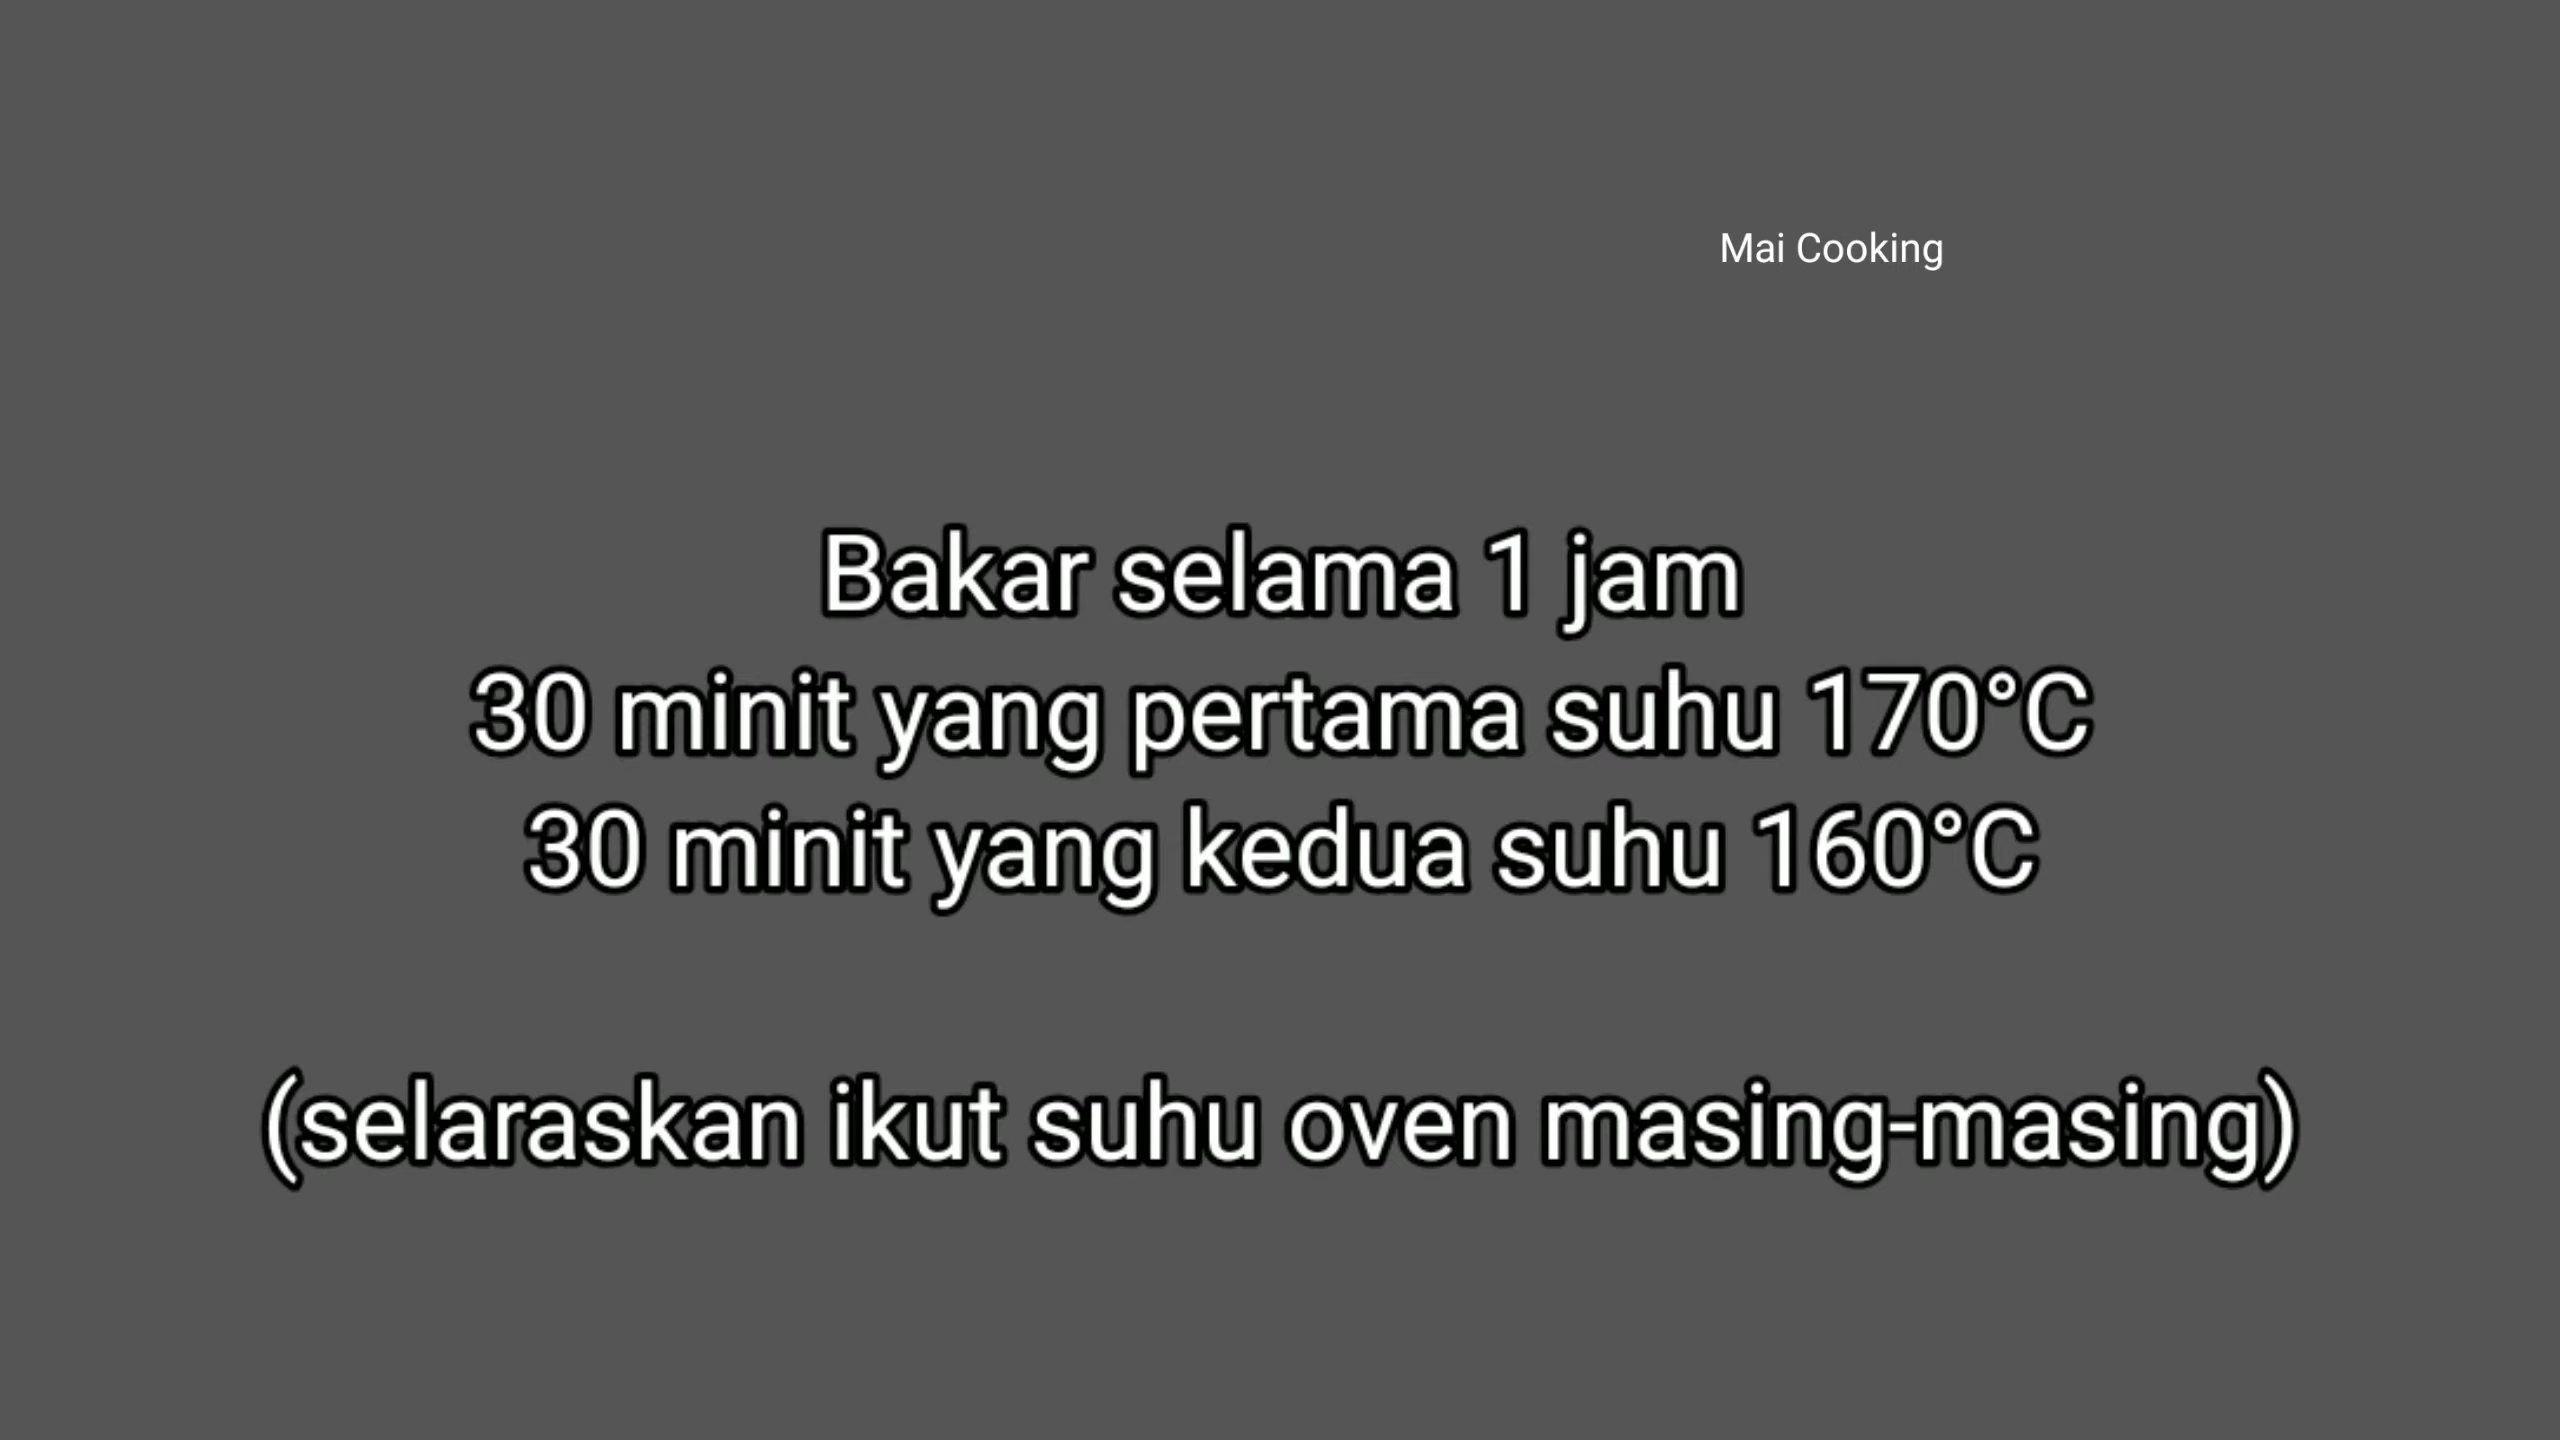 Mai Cooking
Bakar selama 1 jam
30 minit yang pertama suhu 170°C
30 minit yang kedua suhu 160°C
(selaraskan ikut suhu oven masing-masing)